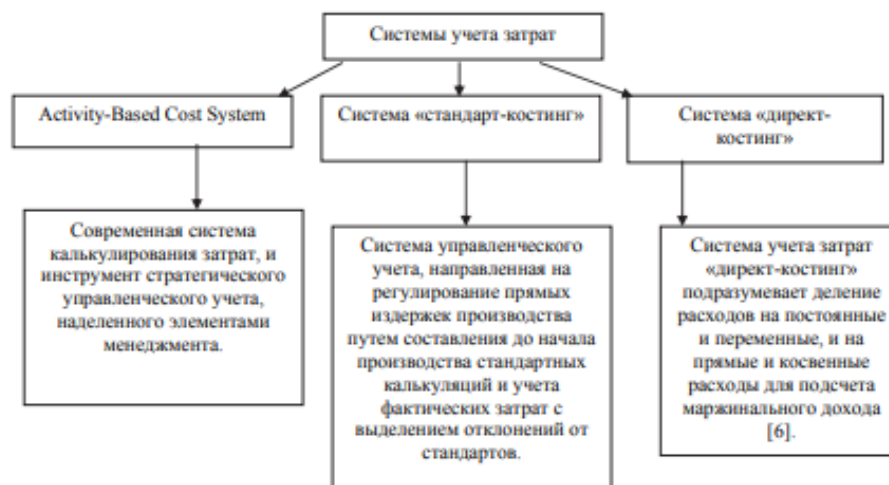 Системы учета затрат
Activity-Based Cost System
Система «стандарт-костинг»
Система «директ-
костинг»
Современная система
калькулирования затрат, и
инструмент стратегического
управленческого учета,
наделенного элементами
менеджмента.
Система управленческого
учета, направленная на
регулирование прямых
издержек производства
путем составления до начала
производства стандартных
калькуляций и учета
фактических затрат с
выделением отклонений от
стандартов.
Система учета затрат
«директ-костинг»
подразумевает деление
расходов на постоянные
и переменные, и на
прямые и косвенные
расходы для подсчета
маржинального дохода
[6].